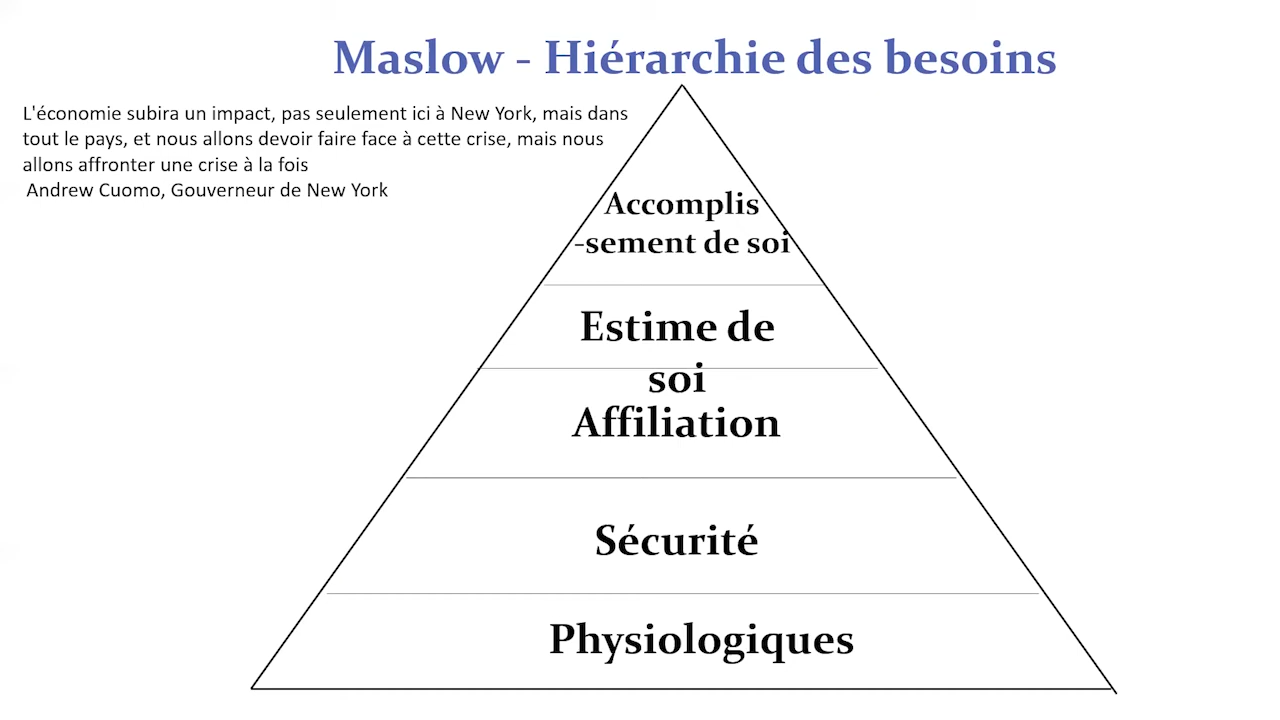 Maslow - Hiérarchie des besoins
L'économie subira un impact, pas seulement ici à New York, mais dans
tout le pays, et nous allons devoir faire face à cette crise, mais nous
allons affronter une crise à la fois
Andrew Cuomo, Gouverneur de New York
Accomplis
-sement de soi
Estime de
soi
Affiliation
Sécurité
Physiologiques